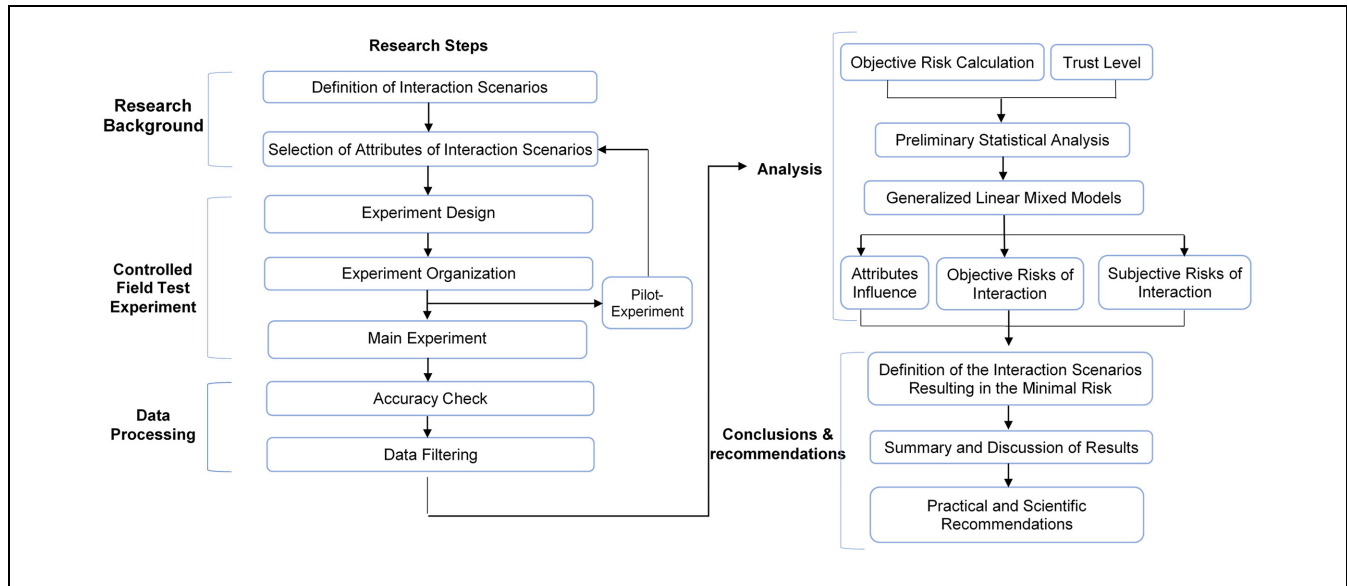 Research Steps
Research
Background
Definition of Interaction Scenarios
Selection of Attributes of Interaction Scenarios
Controlled
Field Test
Experiment
Experiment Design
Experiment Organization
Pilot-
Experiment
Main Experiment
Data
Processing
Accuracy Check
Data Filtering
Analysis
Objective Risk Calculation
Trust Level
Preliminary Statistical Analysis
Generalized Linear Mixed Models
Attributes
Influence
Objective Risks of
Interaction
Subjective Risks of
Interaction
Conclusions &
recommendations
Definition of the Interaction Scenarios
Resulting in the Minimal Risk
Summary and Discussion of Results
Practical and Scientific
Recommendations